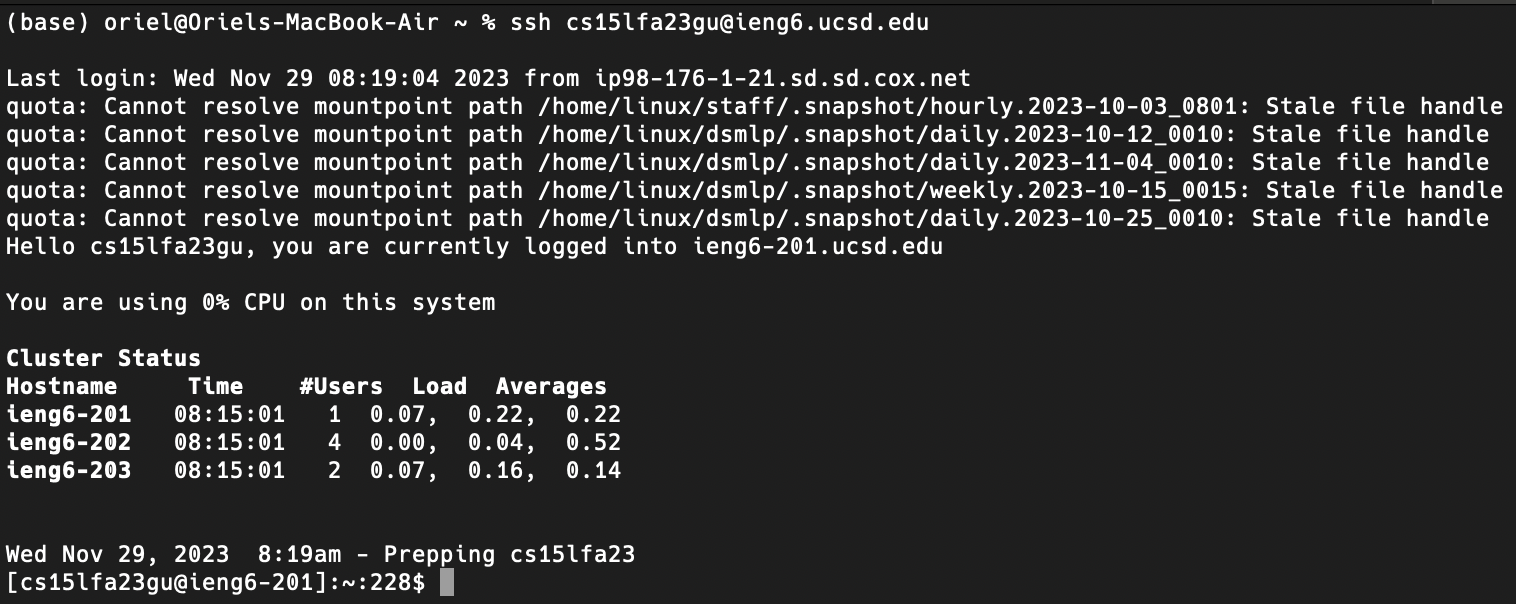 (base) oriel@Oriels-MacBook-Air ~ % ssh cs15lfa23gu@ieng6.ucsd.edu
Last login: Wed Nov 29 08:19:04 2023 from ip98-176-1-21.sd.sd.cox.net
quota: Cannot resolve mountpoint path /home/linux/staff/.snapshot/hourly.2023-10-03_0801: Stale file handle
quota: Cannot resolve mountpoint path /home/linux/dsmlp/.snapshot/daily.2023-10-12_0010: Stale file handle
quota: Cannot resolve mountpoint path /home/linux/dsmlp/.snapshot/daily.2023-11-04_0010: Stale file handle
quota: Cannot resolve mountpoint path /home/linux/dsmlp/.snapshot/weekly.2023-10-15_0015: Stale file handle
quota: Cannot resolve mountpoint path /home/linux/dsmlp/.snapshot/daily.2023-10-25_0010: Stale file handle
Hello cs15lfa23gu, you are currently logged into ieng6-201.ucsd.edu
You are using 0% CPU on this system
Cluster Status
Hostname     Time    #Users  Load  Averages
ieng6-201   08:15:01   1  0.07,  0.22,  0.22
ieng6-202   08:15:01   4  0.00,  0.04,  0.52
ieng6-203   08:15:01   2  0.07,  0.16,  0.14
Wed Nov 29, 2023  8:19am - Prepping cs15lfa23
[cs15lfa23gu@ieng6-201]:~:228$